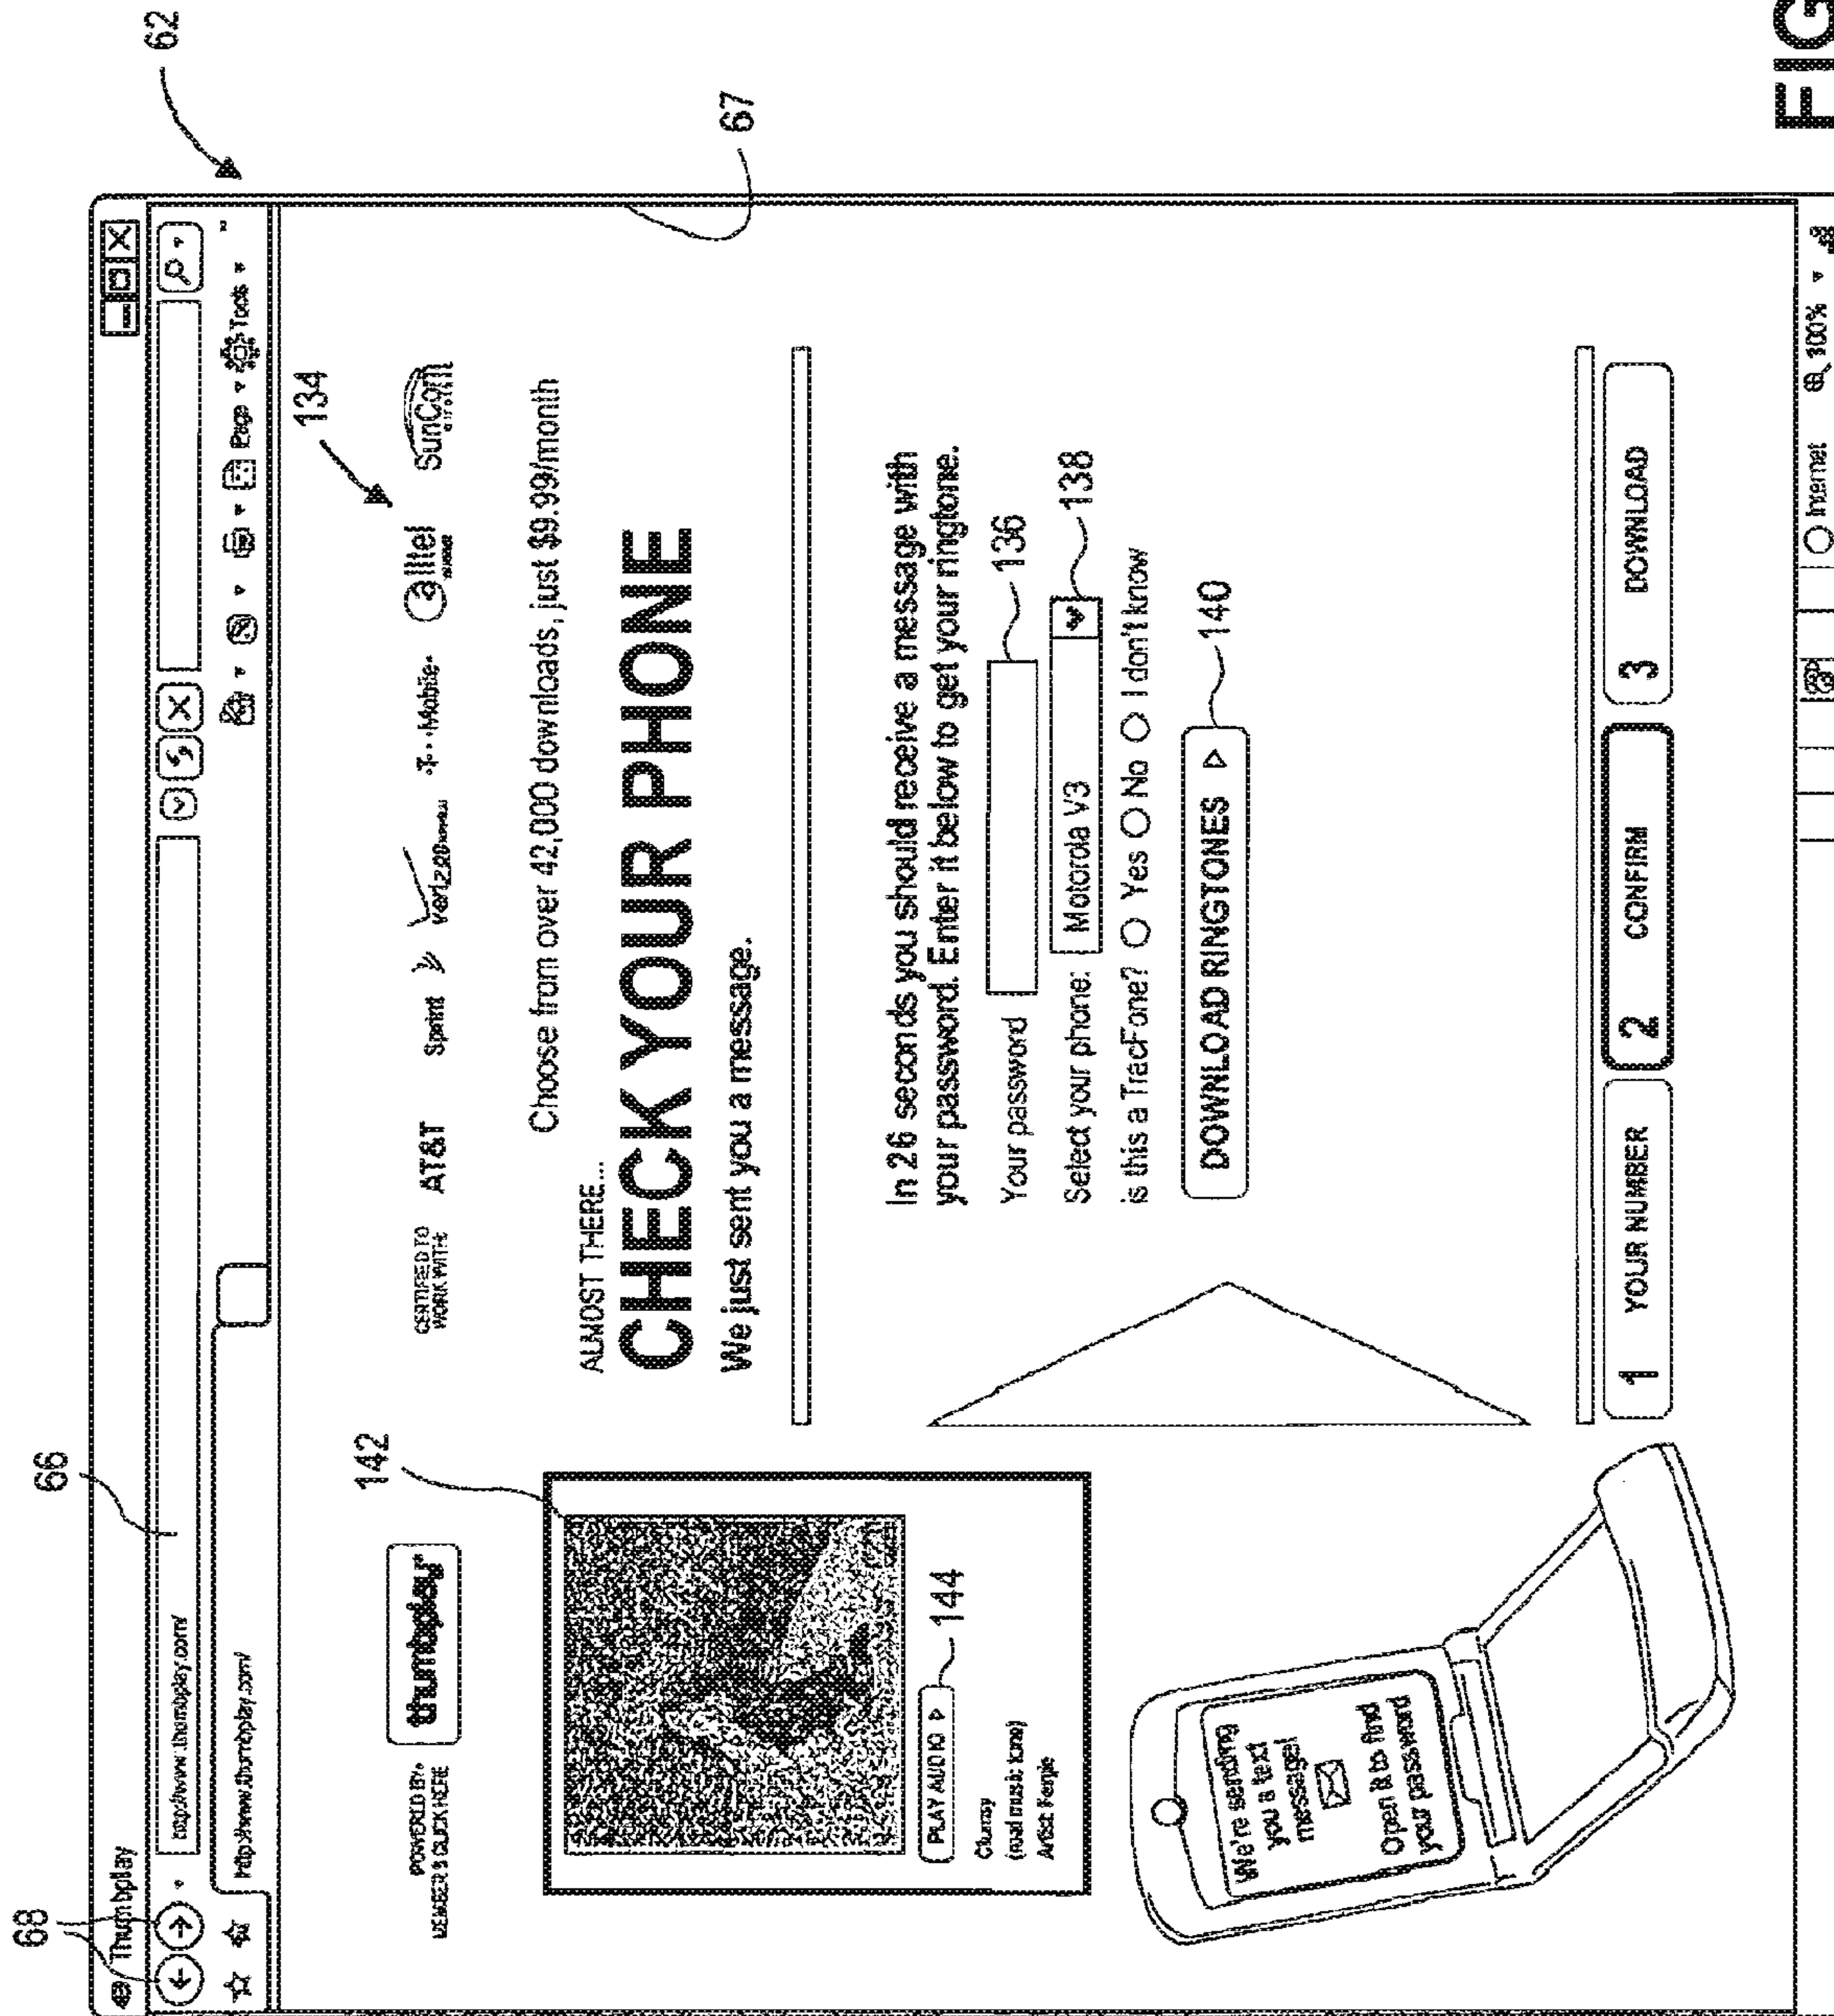 62
66
68
Thumbplay
http://www.thumbplay.com/
http://www.thumbplay.com/
Page
Tools
67
134
142
POWERED BY:
MEMBER'S CLICK HERE
thumbplay
CERTIFIED TO
WORK WITH:
AT&T
Sprint
verizon
T · · Mobile ·
alltel
SunCom
Choose from over 42,000 downloads, just $9.99/month
ALMOST THERE...
CHECK YOUR PHONE
We just sent you a message.
PLAY AUDIO
144
Clumsy
(real music tone)
Artist: Fergie
In 26 seconds you should receive a message with
your password. Enter it below to get your ringtone.
Your password
136
Select your phone: Motorola V3
138
is this a TracFone? Yes No I don't know
DOWNLOAD RINGTONES
140
We're sending
you a text
message!
Open it to find
your password
1 YOUR NUMBER
2 CONFIRM
3 DOWNLOAD
Internet
100%
FIG